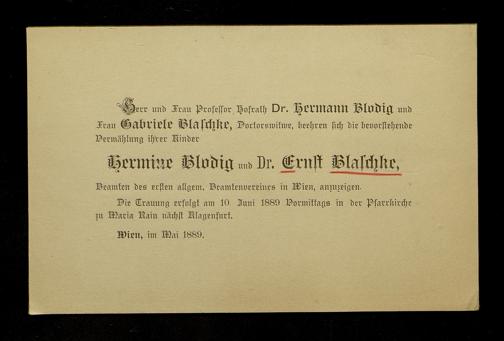 Herr und Frau Professor Hofrath Dr. Hermann Blodig und
Frau Gabriele Blaschke, Doctorswitwe, beehren sich die bevorstehende
Vermählung ihrer Kinder
Hermine Blodig und Dr. Ernst Blaschke,
Beamten des ersten allgem. Beamtenvereines in Wien, anzuzeigen.
Die Trauung erfolgt am 10. Juni 1889 Vormittags in der Pfarrkirche
zu Maria Rain nächst Klagenfurt.
Wien, im Mai 1889.